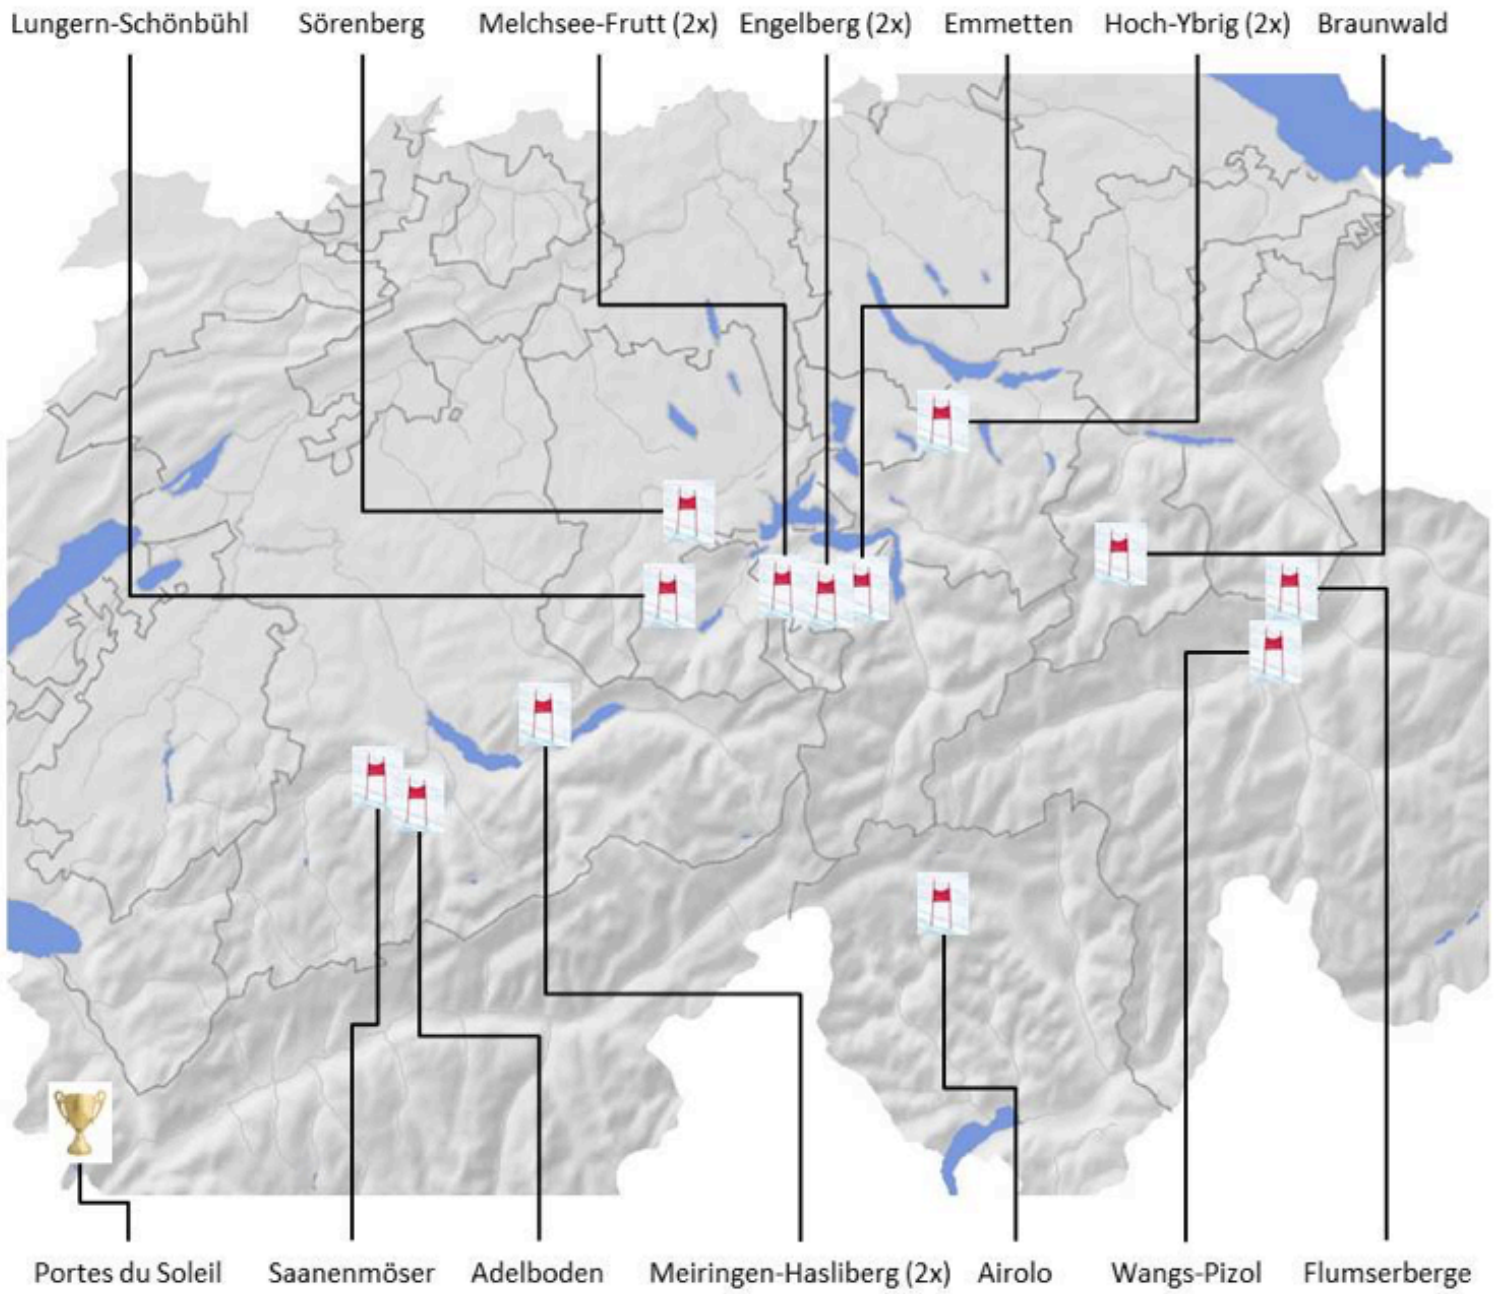 Lungern-Schönbühl Sörenberg Melchsee-Frutt (2x) Engelberg (2x) Emmetten Hoch-Ybrig (2x) Braunwald
Portes du Soleil Saanenmöser Adelboden Meiringen-Hasliberg (2x) Airolo Wangs-Pizol Flumserberge